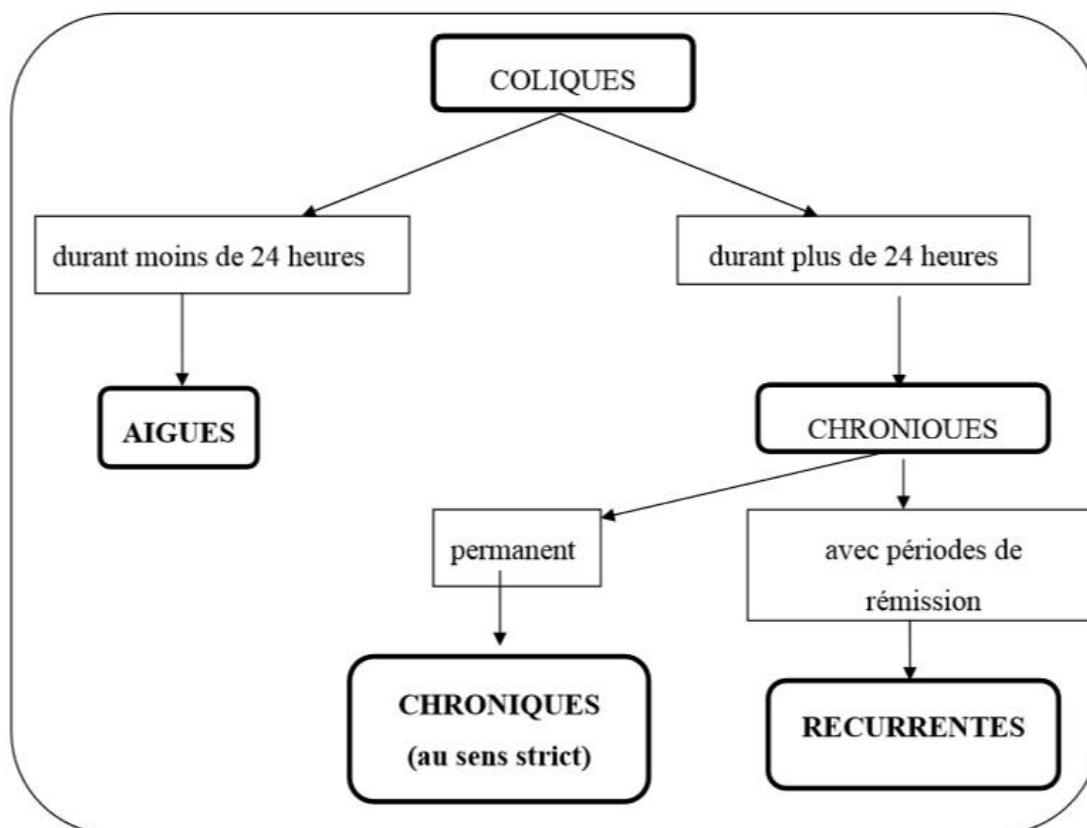 COLIQUES
durant moins de 24 heures
durant plus de 24 heures
AIGUES
CHRONIOUES
permanent
avec périodes de
rémission
CHRONIQUES
(au sens strict)
RECURRENTES